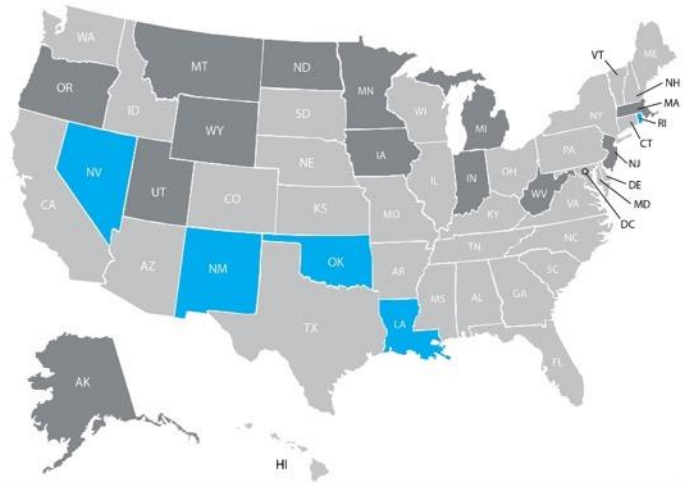 WA
MT
ND
MN
VT
ME
NH
MA
RI
CT
OR
ID
WY
SD
WI
MI
NY
NV
UT
NE
IA
IL
IN
OH
PA
NJ
DE
MD
DC
CA
CO
KS
MO
KY
WV
VA
AZ
NM
OK
AR
TN
NC
SC
TX
LA
MS
AL
GA
FL
AK
HI